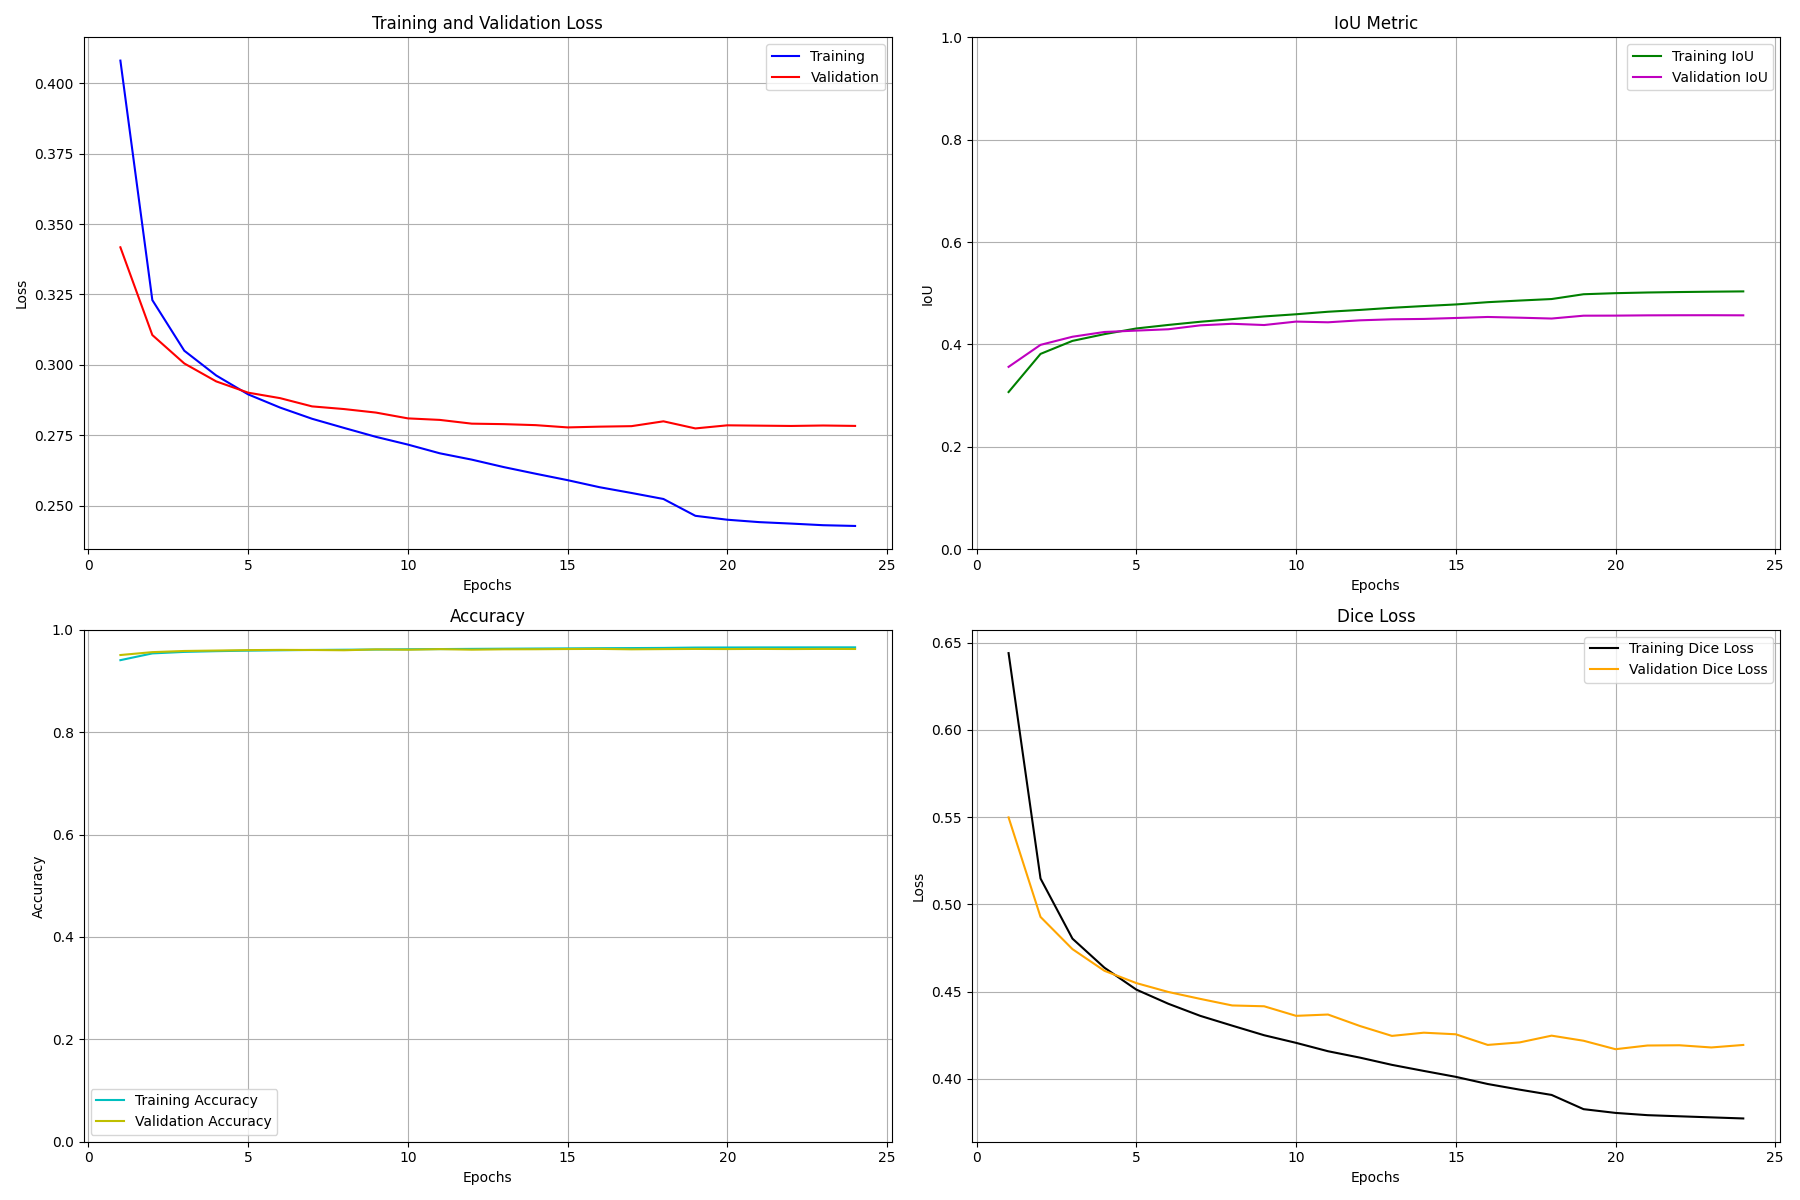 Training and Validation Loss
Training
Validation
0.400
0.375
0.350
0.325
0.300
0.275
0.250
Loss
0 5 10 15 20 25
Epochs
IoU Metric
Training IoU
Validation IoU
1.0
0.8
0.6
0.4
0.2
0.0
IoU
0 5 10 15 20 25
Epochs
Accuracy
1.0
0.8
0.6
0.4
0.2
0.0
Accuracy
Training Accuracy
Validation Accuracy
0 5 10 15 20 25
Epochs
Dice Loss
Training Dice Loss
Validation Dice Loss
0.65
0.60
0.55
0.50
0.45
0.40
Loss
0 5 10 15 20 25
Epochs